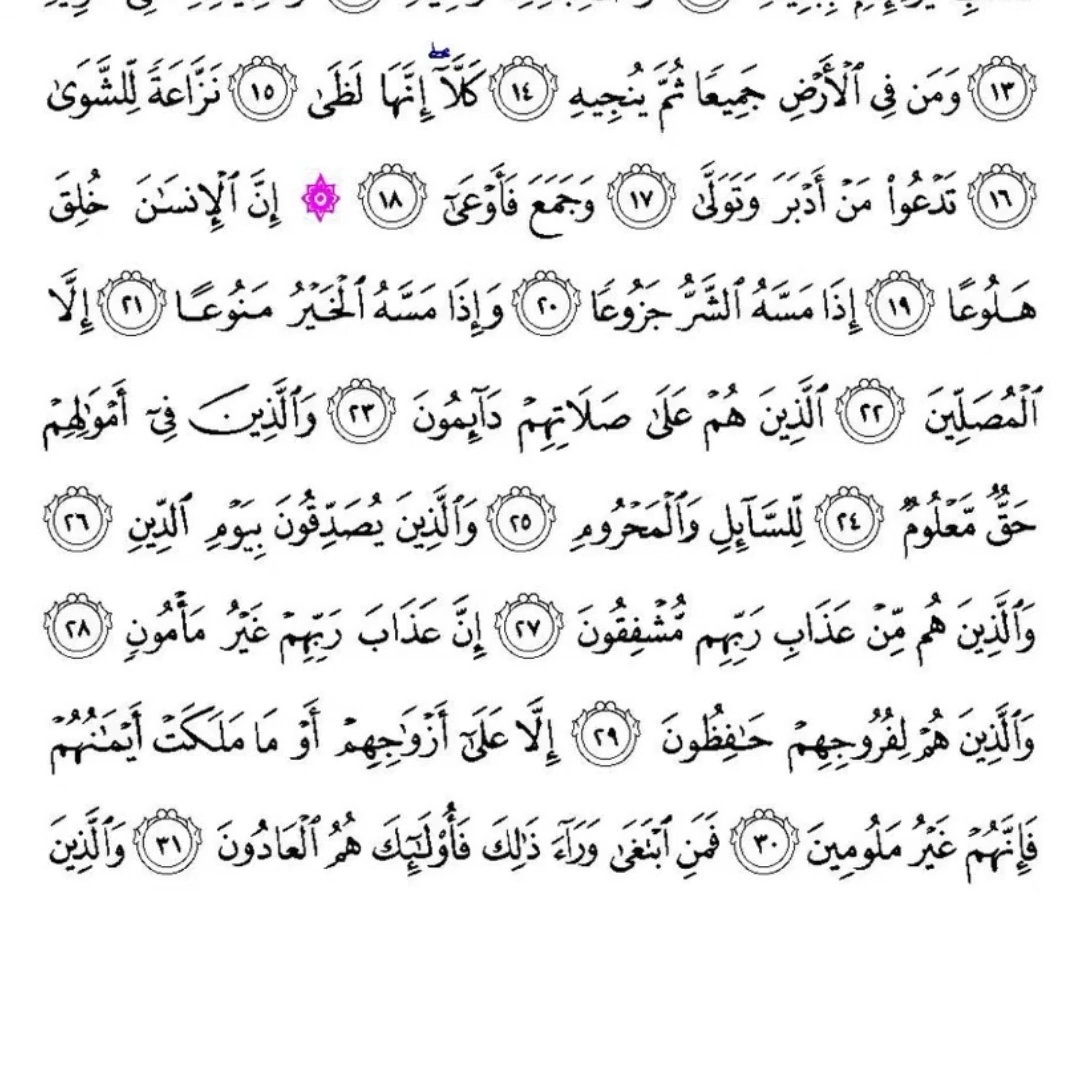 ﴿١٣﴾ وَمَن فِي ٱلْأَرْضِ جَمِيعًا ثُمَّ يُنجِيهِ ﴿١٤﴾ كَلَّآ ۖ إِنَّهَا لَظَىٰ ﴿١٥﴾ نَزَّاعَةً لِّلشَّوَىٰ
﴿١٦﴾ تَدْعُوا۟ مَنْ أَدْبَرَ وَتَوَلَّىٰ ﴿١٧﴾ وَجَمَعَ فَأَوْعَىٰٓ ﴿١٨﴾ ۞ إِنَّ ٱلْإِنسَـٰنَ خُلِقَ
هَلُوعًا ﴿١٩﴾ إِذَا مَسَّهُ ٱلشَّرُّ جَزُوعًا ﴿٢٠﴾ وَإِذَا مَسَّهُ ٱلْخَيْرُ مَنُوعًا ﴿٢١﴾ إِلَّا
ٱلْمُصَلِّينَ ﴿٢٢﴾ ٱلَّذِينَ هُمْ عَلَىٰ صَلَاتِهِمْ دَآئِمُونَ ﴿٢٣﴾ وَٱلَّذِينَ فِىٓ أَمْوَٰلِهِمْ
حَقٌّ مَّعْلُومٌ ﴿٢٤﴾ لِّلسَّآئِلِ وَٱلْمَحْرُومِ ﴿٢٥﴾ وَٱلَّذِينَ يُصَدِّقُونَ بِيَوْمِ ٱلدِّينِ ﴿٢٦﴾
وَٱلَّذِينَ هُم مِّنْ عَذَابِ رَبِّهِم مُّشْفِقُونَ ﴿٢٧﴾ إِنَّ عَذَابَ رَبِّهِمْ غَيْرُ مَأْمُونٍ ﴿٢٨﴾
وَٱلَّذِينَ هُمْ لِفُرُوجِهِمْ حَـٰفِظُونَ ﴿٢٩﴾ إِلَّا عَلَىٰٓ أَزْوَٰجِهِمْ أَوْ مَا مَلَكَتْ أَيْمَـٰنُهُمْ
فَإِنَّهُمْ غَيْرُ مَلُومِينَ ﴿٣٠﴾ فَمَنِ ٱبْتَغَىٰ وَرَآءَ ذَٰلِكَ فَأُو۟لَـٰٓئِكَ هُمُ ٱلْعَادُونَ ﴿٣١﴾ وَٱلَّذِينَ